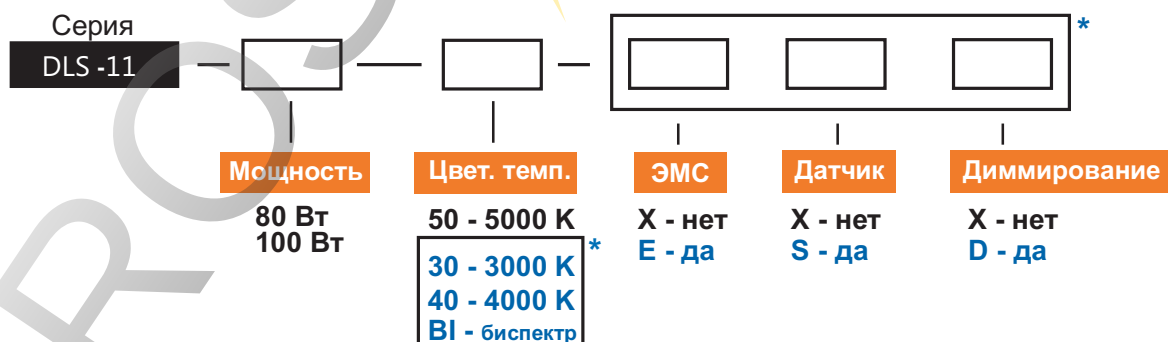 Серия
DLS -11
*
Мощность
Цвет. темп.
ЭМС
Датчик
Диммирование
80 Вт
100 Вт
50 - 5000 K
*
30 - 3000 K
40 - 4000 K
BI - биспектр
X - нет
E - да
X - нет
S - да
X - нет
D - да
ROS